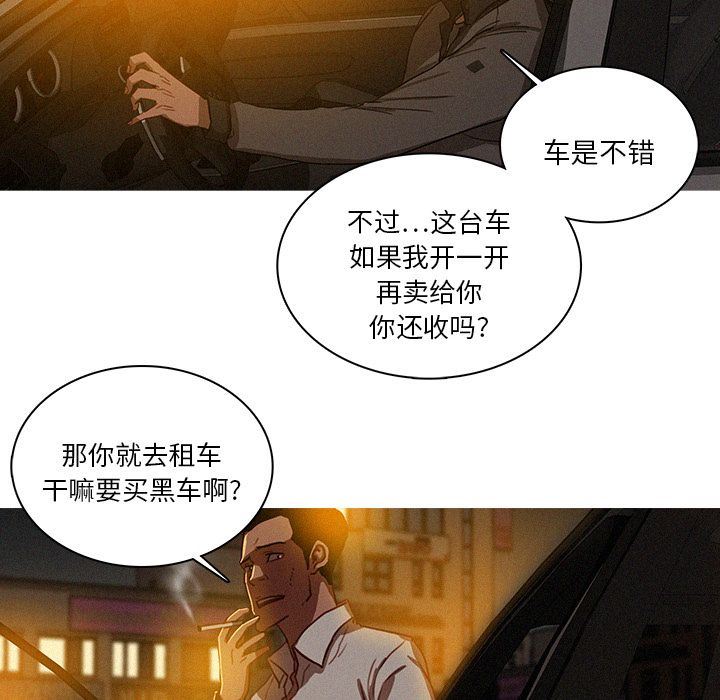 车是不错
不过...这台车
如果我开一开
再卖给你
你还收吗?
那你就去租车
干嘛要买黑车啊?